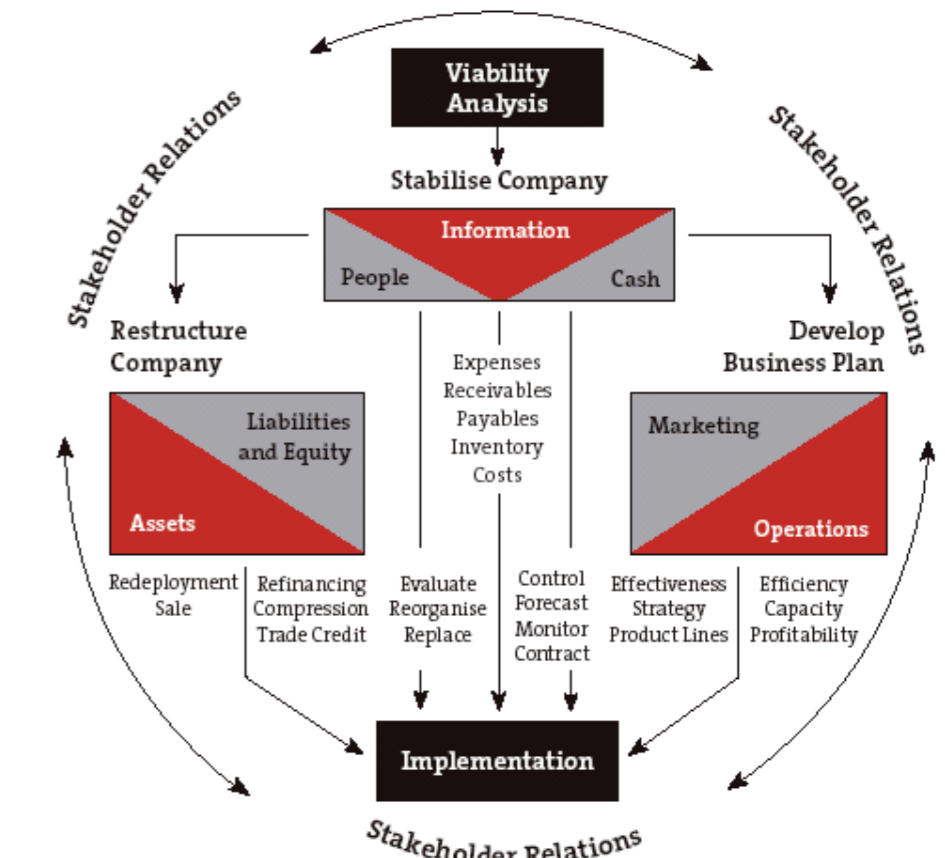 Viability
Analysis
Stakeholder Relations
Stakeholder Relations
Stabilise Company
Information
People
Cash
Restructure
Company
Develop
Business Plan
Expenses
Receivables
Payables
Inventory
Costs
Liabilities
and Equity
Assets
Marketing
Operations
Redeployment
Sale
Refinancing
Compression
Trade Credit
Evaluate
Reorganise
Replace
Control
Forecast
Monitor
Contract
Effectiveness
Strategy
Product Lines
Efficiency
Capacity
Profitability
Implementation
Stakeholder Relations